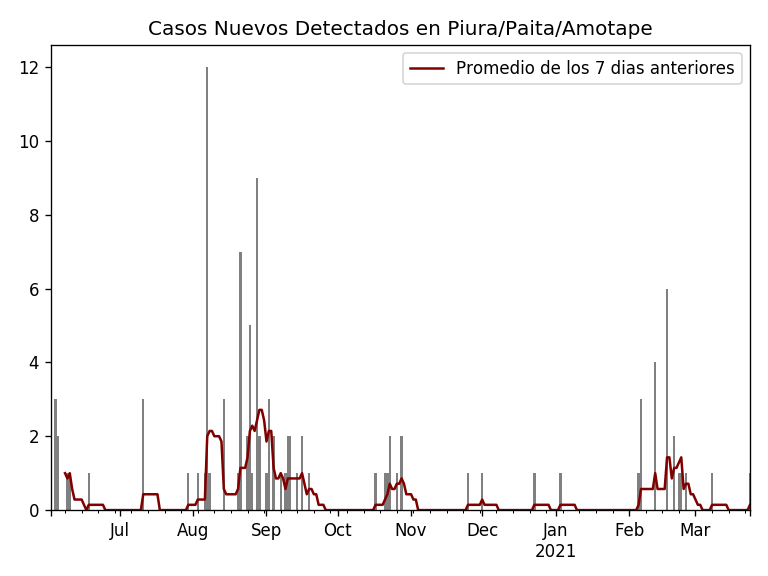 Casos Nuevos Detectados en Piura/Paita/Amotape
Promedio de los 7 dias anteriores
12
10
8
6
4
2
0
Jul Aug Sep Oct Nov Dec Jan Feb Mar
2021